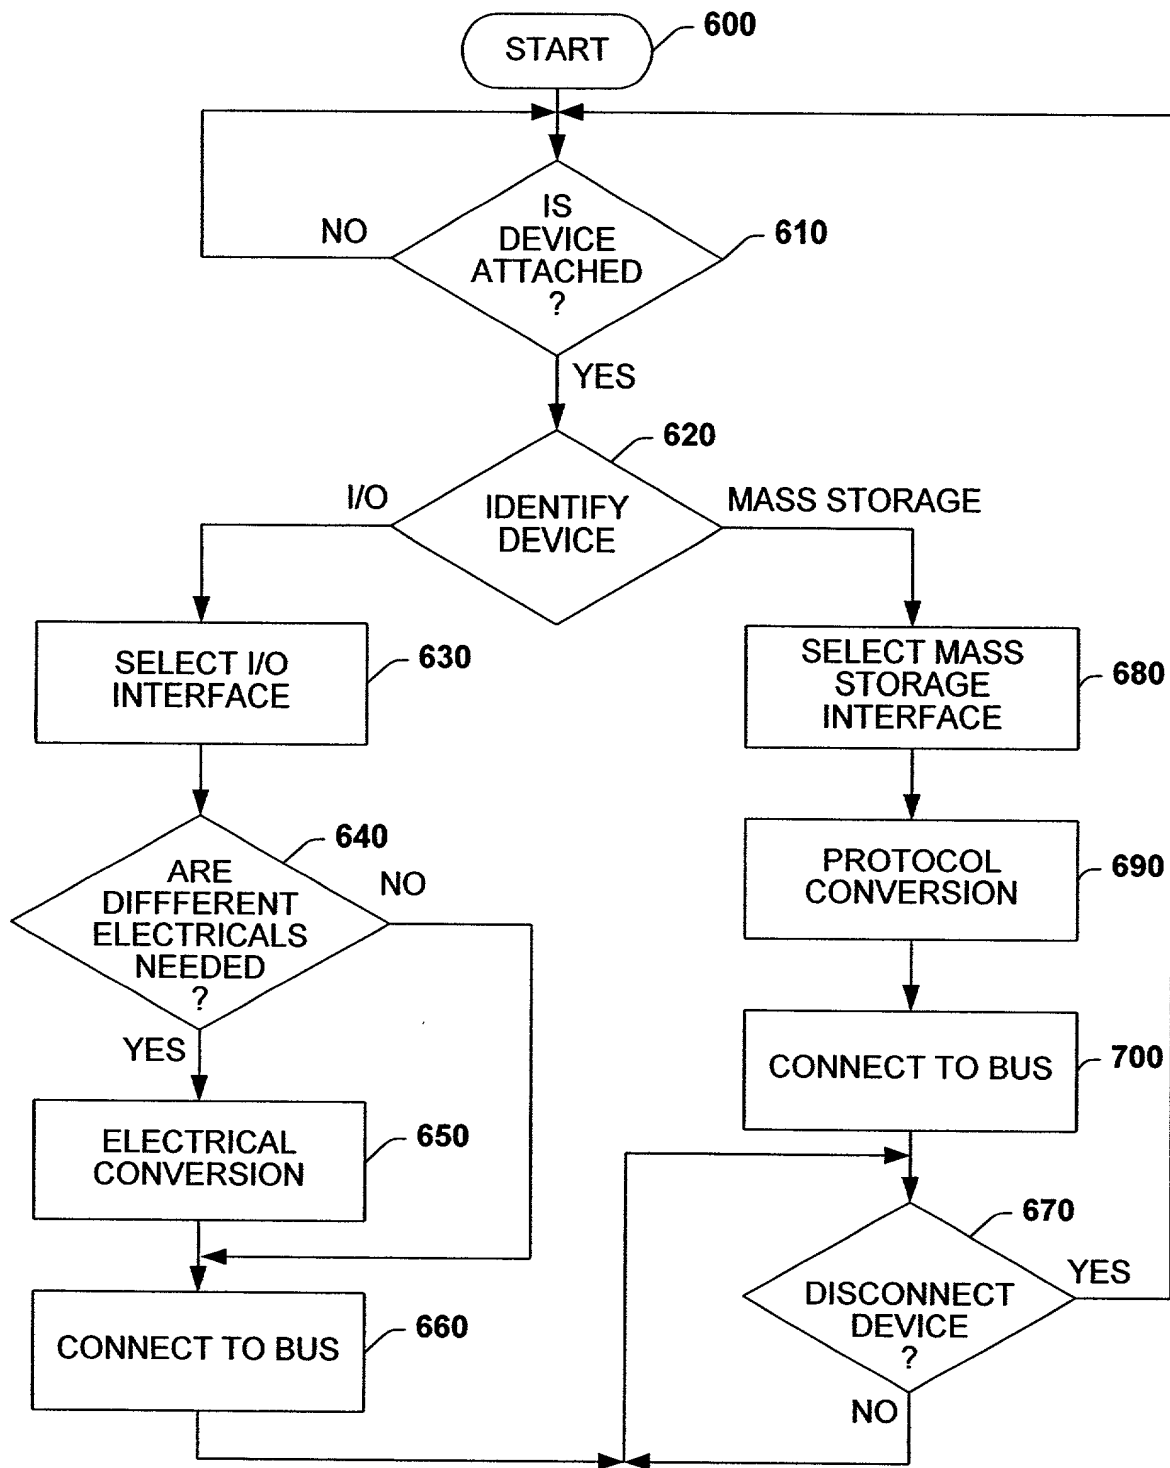 START
600
IS
DEVICE
ATTACHED
?
610
NO
YES
620
IDENTIFY
DEVICE
I/O
MASS STORAGE
SELECT I/O
INTERFACE
630
SELECT MASS
STORAGE
INTERFACE
680
640
ARE
DIFFFERENT
ELECTRICALS
NEEDED
?
NO
YES
PROTOCOL
CONVERSION
690
CONNECT TO BUS
700
ELECTRICAL
CONVERSION
650
670
DISCONNECT
DEVICE
?
YES
NO
CONNECT TO BUS
660